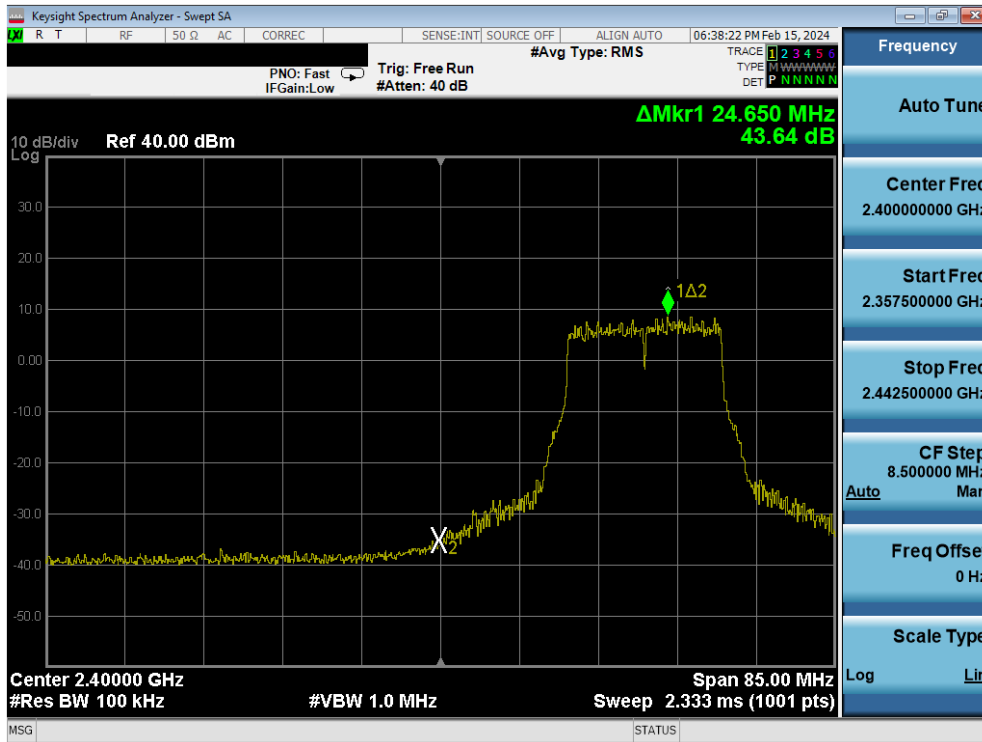 Keysight Spectrum Analyzer - Swept SA
LXI R T RF 50 Ω AC CORREC SENSE:INT SOURCE OFF ALIGN AUTO 06:38:22 PM Feb 15, 2024
#Avg Type: RMS
TRACE 1 2 3 4 5 6
TYPE M W W W W W
DET P N N N N N
PNO: Fast
IFGain:Low
Trig: Free Run
#Atten: 40 dB
ΔMkr1 24.650 MHz
43.64 dB
10 dB/div Ref 40.00 dBm
Log
30.0
20.0
10.0
0.00
-10.0
-20.0
-30.0
-40.0
-50.0
1Δ2
X2
Center 2.40000 GHz Span 85.00 MHz
#Res BW 100 kHz #VBW 1.0 MHz Sweep 2.333 ms (1001 pts)
MSG STATUS
Frequency
Auto Tune
Center Freq
2.400000000 GHz
Start Freq
2.357500000 GHz
Stop Freq
2.442500000 GHz
CF Step
8.500000 MHz
Auto Man
Freq Offset
0 Hz
Scale Type
Log Lin